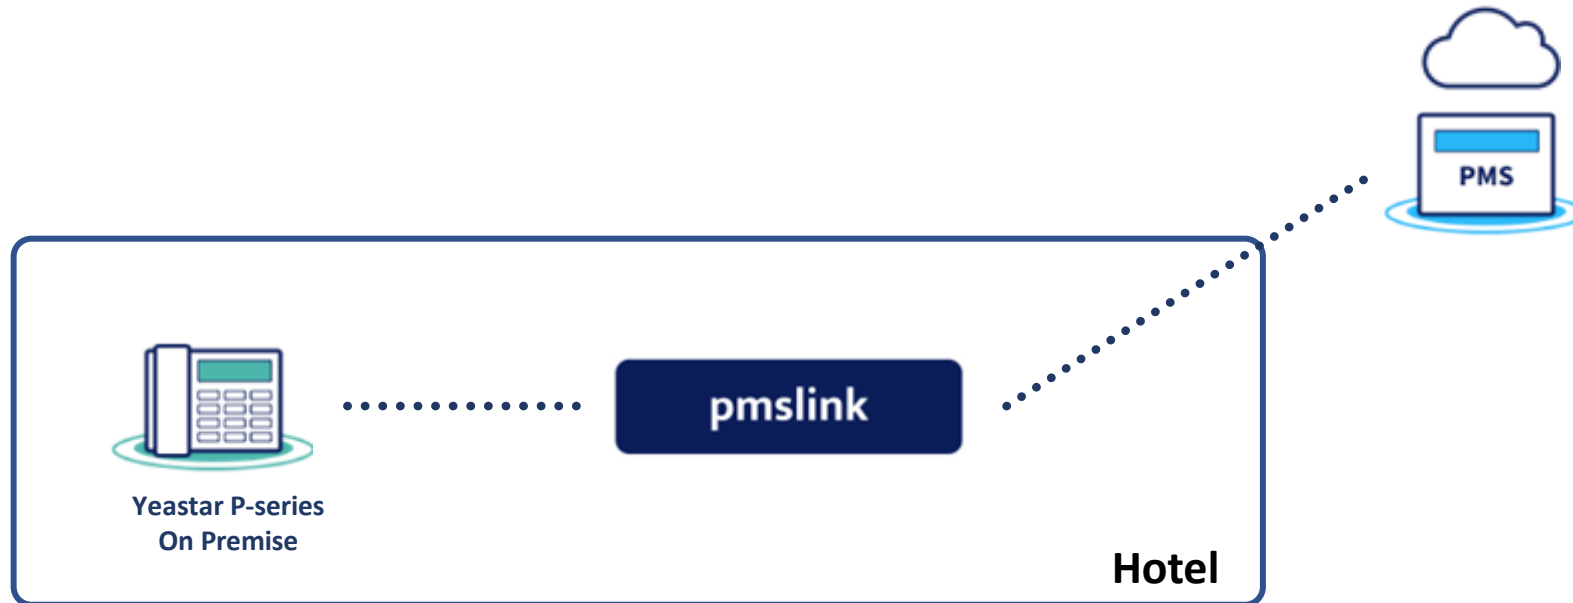 PMS
pmslink
Yeastar P-series
On Premise
Hotel